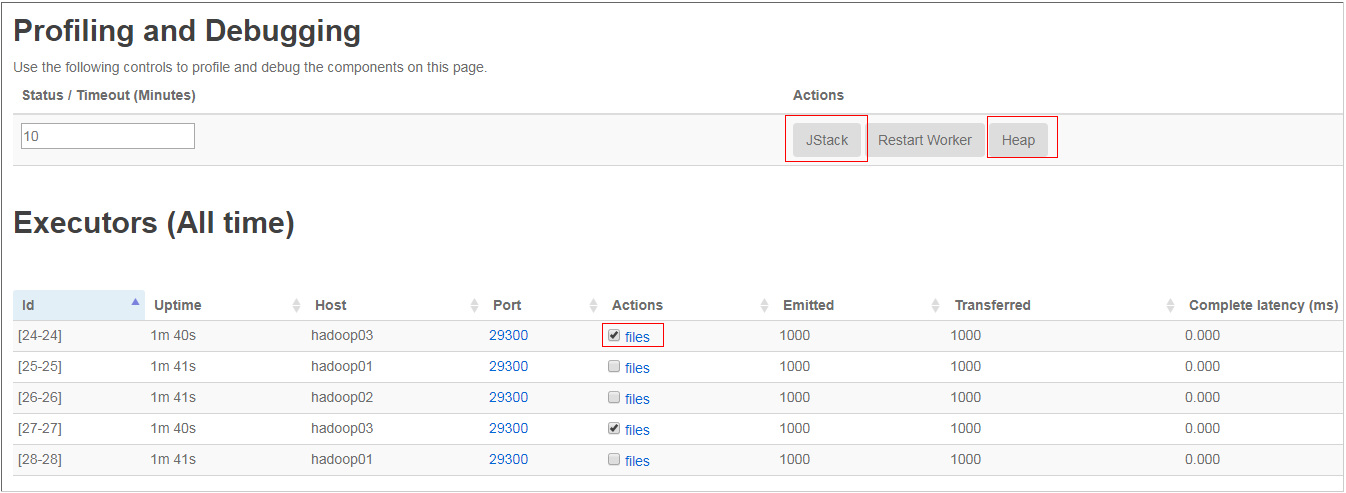 Profiling and Debugging
Use the following controls to profile and debug the components on this page.
Status / Timeout (Minutes) Actions
10 JStack Restart Worker Heap
Executors (All time)
Id Uptime Host Port Actions Emitted Transferred Complete latency (ms)
[24-24] 1m 40s hadoop03 29300 files 1000 1000 0.000
[25-25] 1m 41s hadoop01 29300 files 1000 1000 0.000
[26-26] 1m 41s hadoop02 29300 files 1000 1000 0.000
[27-27] 1m 40s hadoop03 29300 files 1000 1000 0.000
[28-28] 1m 41s hadoop01 29300 files 1000 1000 0.000